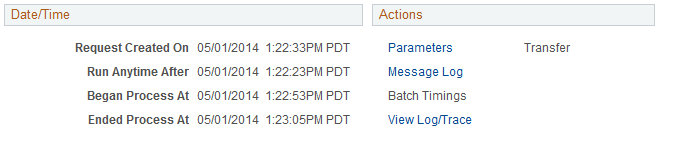 Date/Time Actions
Request Created On 05/01/2014 1:22:33PM PDT Parameters Transfer
Run Anytime After 05/01/2014 1:22:23PM PDT Message Log
Began Process At 05/01/2014 1:22:53PM PDT Batch Timings
Ended Process At 05/01/2014 1:23:05PM PDT View Log/Trace